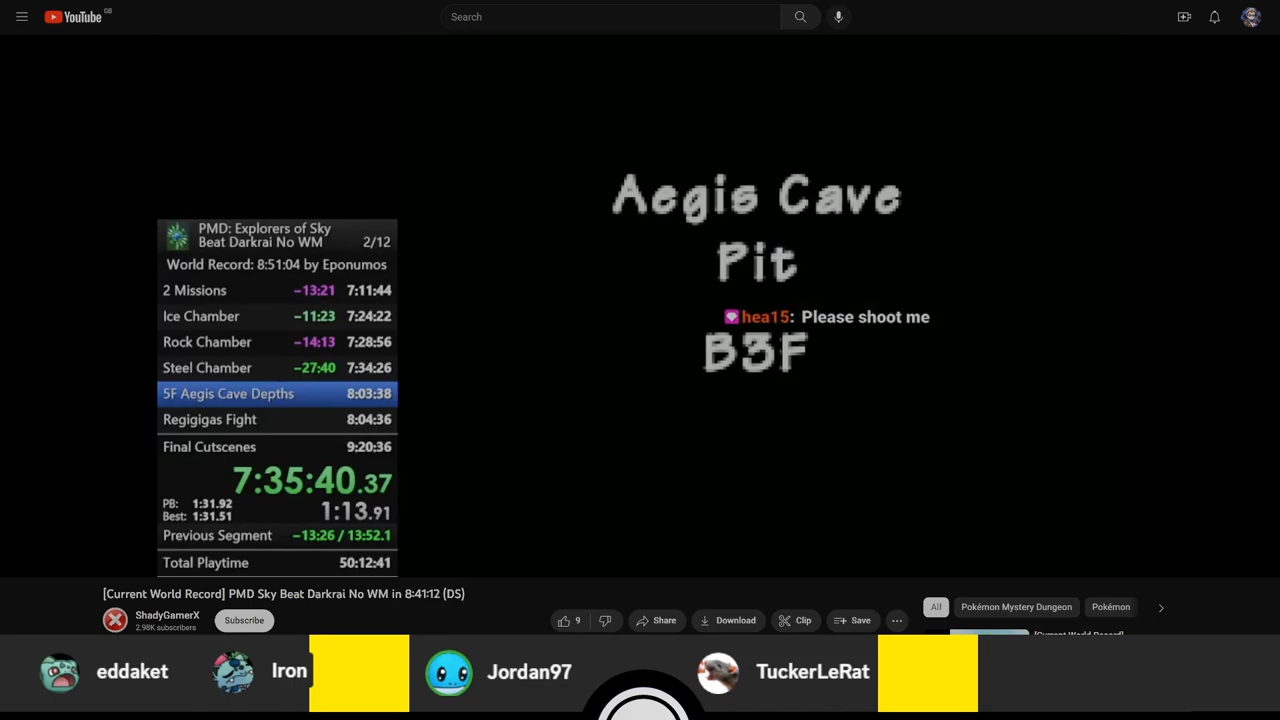 YouTube GB
Search
Aegis Cave
Pit
hea15: Please shoot me
B3F
PMD: Explorers of Sky
Beat Darkrai No WM 2/12
World Record: 8:51:04 by Eponumos
2 Missions −13:21 7:11:44
Ice Chamber −11:23 7:24:22
Rock Chamber −14:13 7:28:56
Steel Chamber −27:40 7:34:26
5F Aegis Cave Depths 8:03:38
Regigigas Fight 8:04:36
Final Cutscenes 9:20:36
7:35:40.37
PB: 1:31.92
Best: 1:31.51
1:13.91
Previous Segment −13:26 / 13:52.1
Total Playtime 50:12:41
[Current World Record] PMD Sky Beat Darkrai No WM in 8:41:12 (DS)
ShadyGamerX
2.98K subscribers
Subscribe
9 Share Download Clip Save
All Pokémon Mystery Dungeon Pokémon
[Current World Record]
eddaket Iron Jordan97 TuckerLeRat